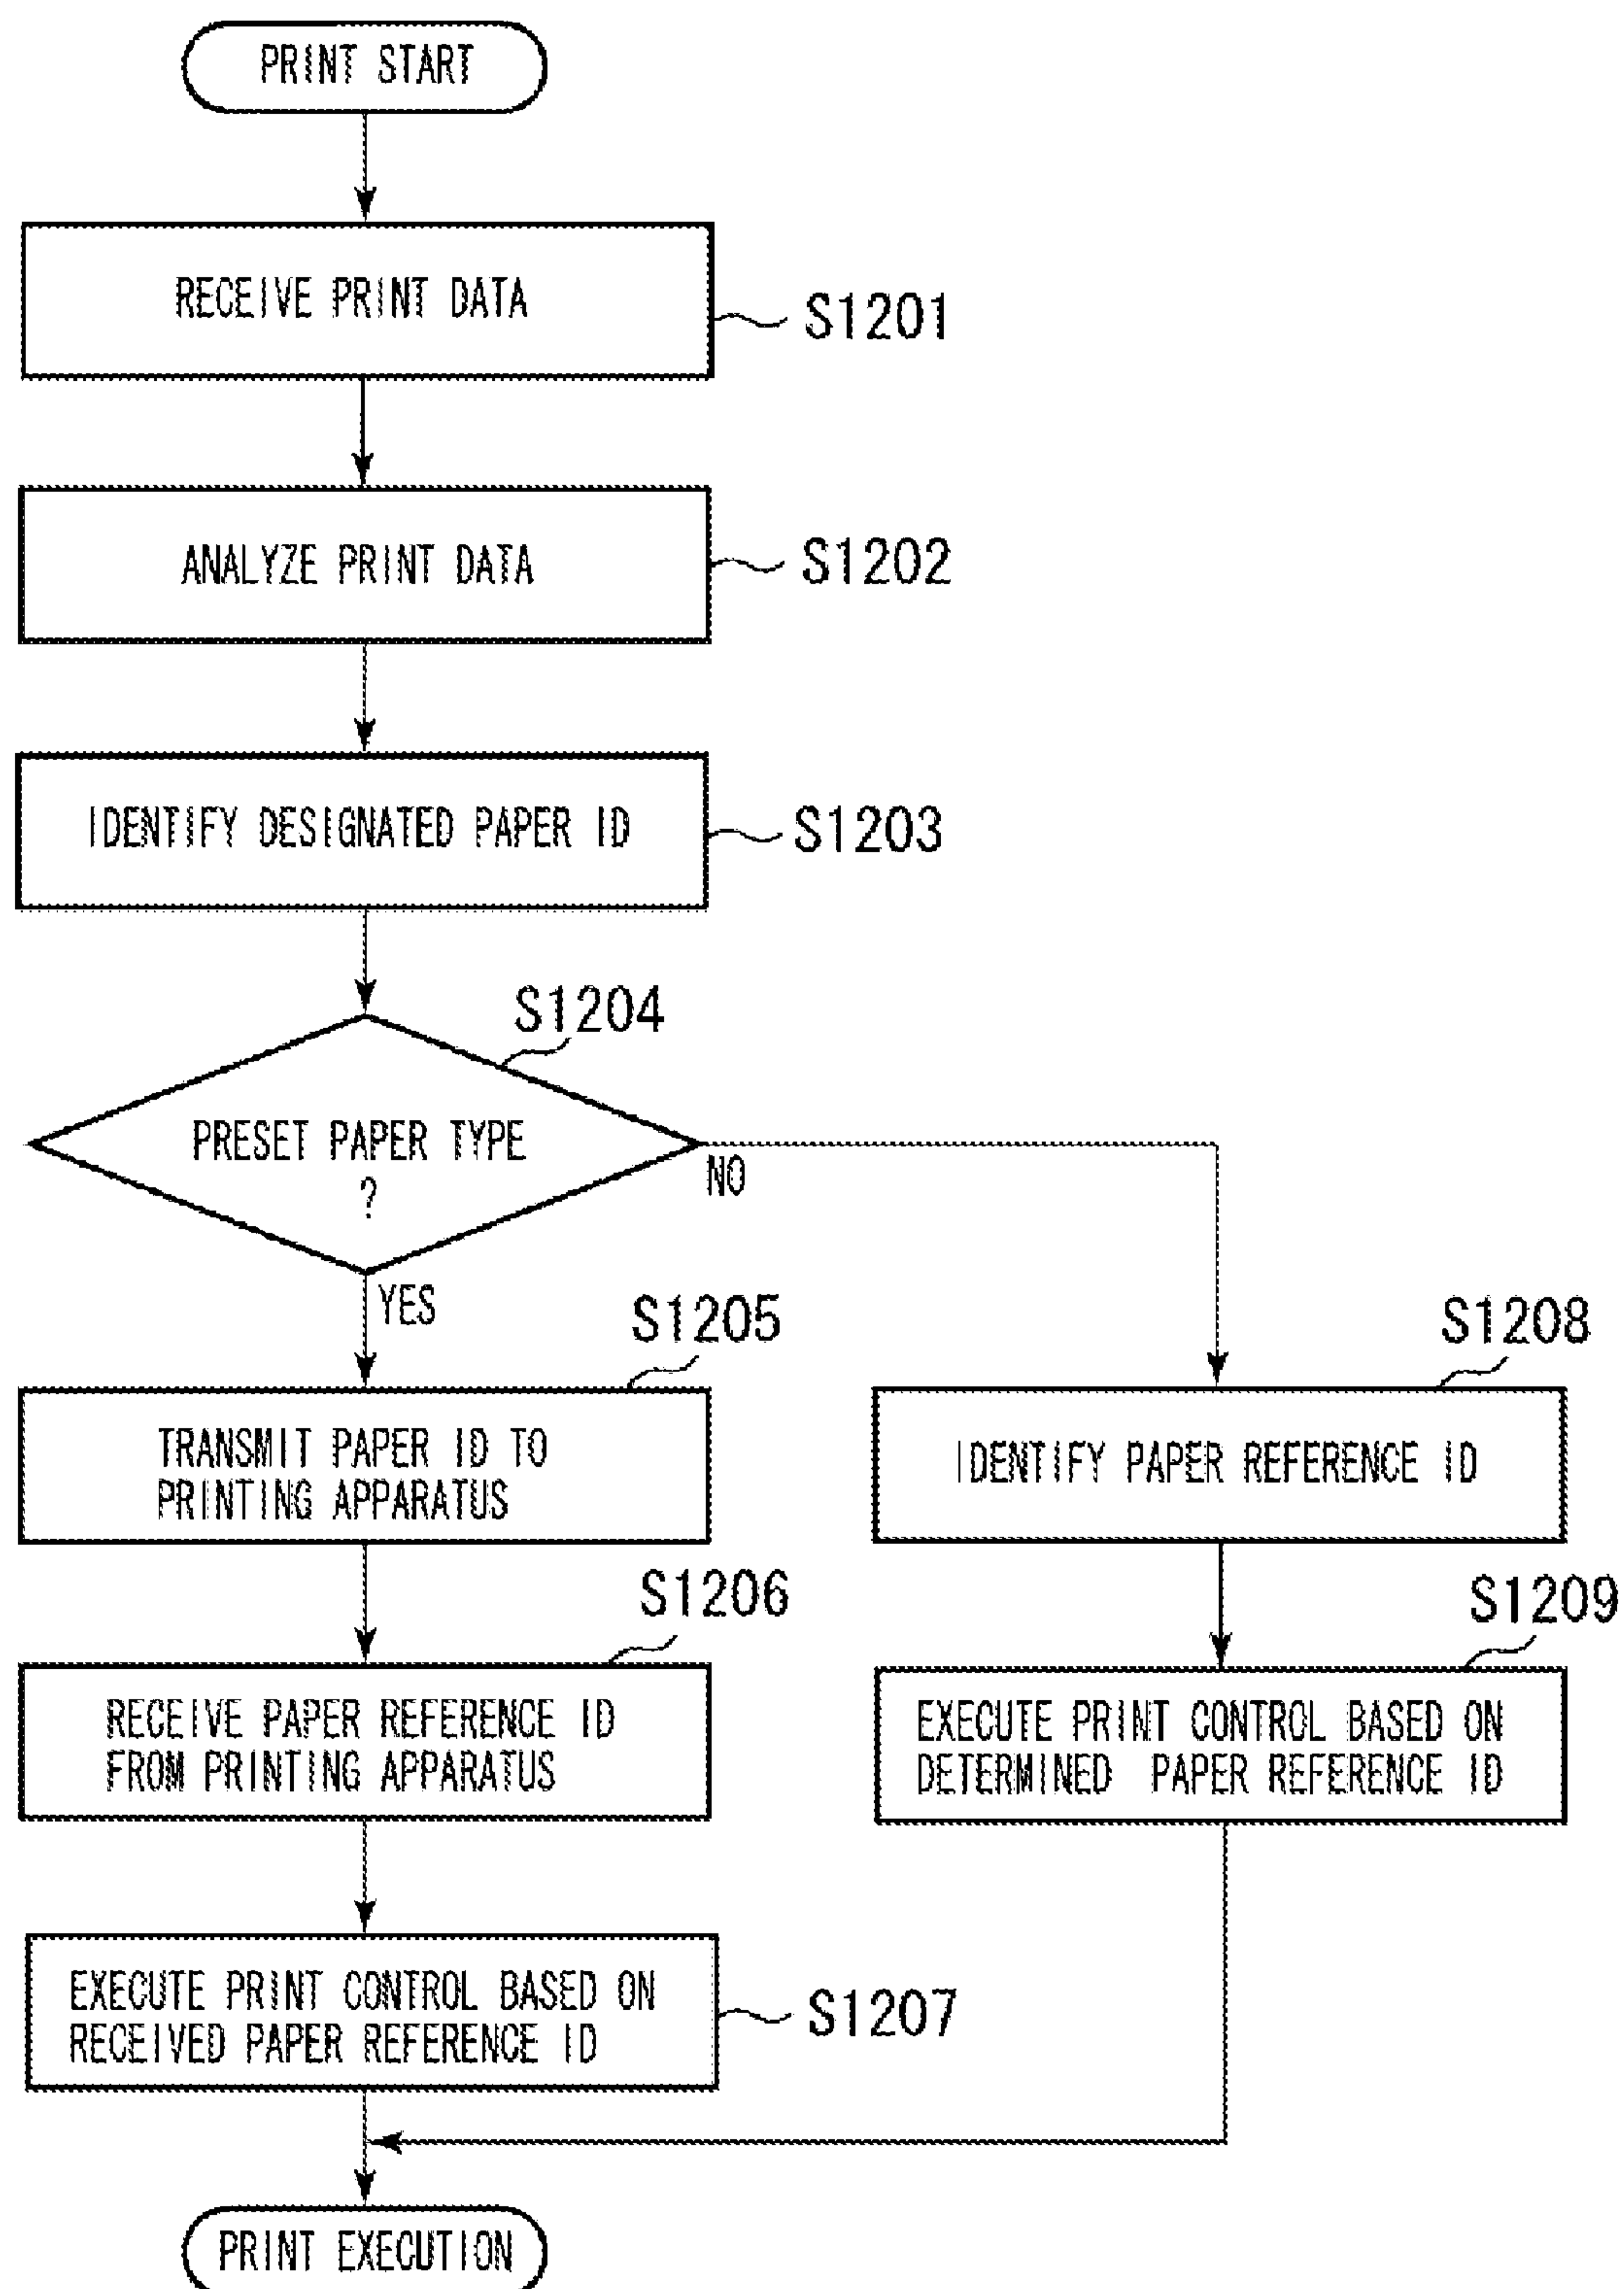 PRINT START
RECEIVE PRINT DATA
S1201
ANALYZE PRINT DATA
S1202
IDENTIFY DESIGNATED PAPER ID
S1203
S1204
PRESET PAPER TYPE
?
NO
YES
S1205
TRANSMIT PAPER ID TO
PRINTING APPARATUS
S1206
RECEIVE PAPER REFERENCE ID
FROM PRINTING APPARATUS
EXECUTE PRINT CONTROL BASED ON
RECEIVED PAPER REFERENCE ID
S1207
S1208
IDENTIFY PAPER REFERENCE ID
S1209
EXECUTE PRINT CONTROL BASED ON
DETERMINED PAPER REFERENCE ID
PRINT EXECUTION